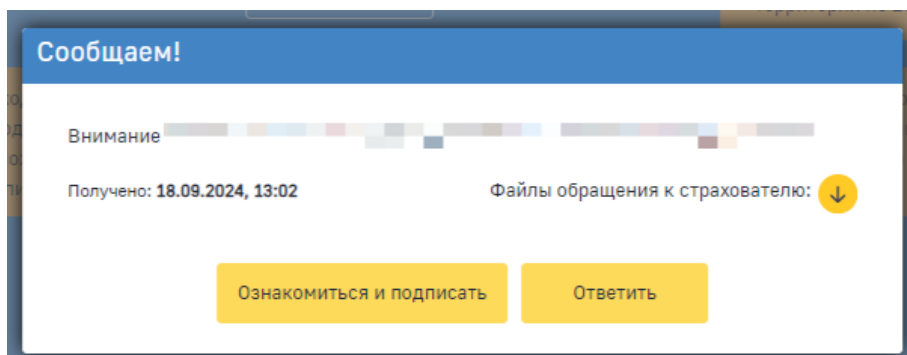 Сообщаем!
Внимание
Получено: 18.09.2024, 13:02
Файлы обращения к страхователю:
Ознакомиться и подписать
Ответить